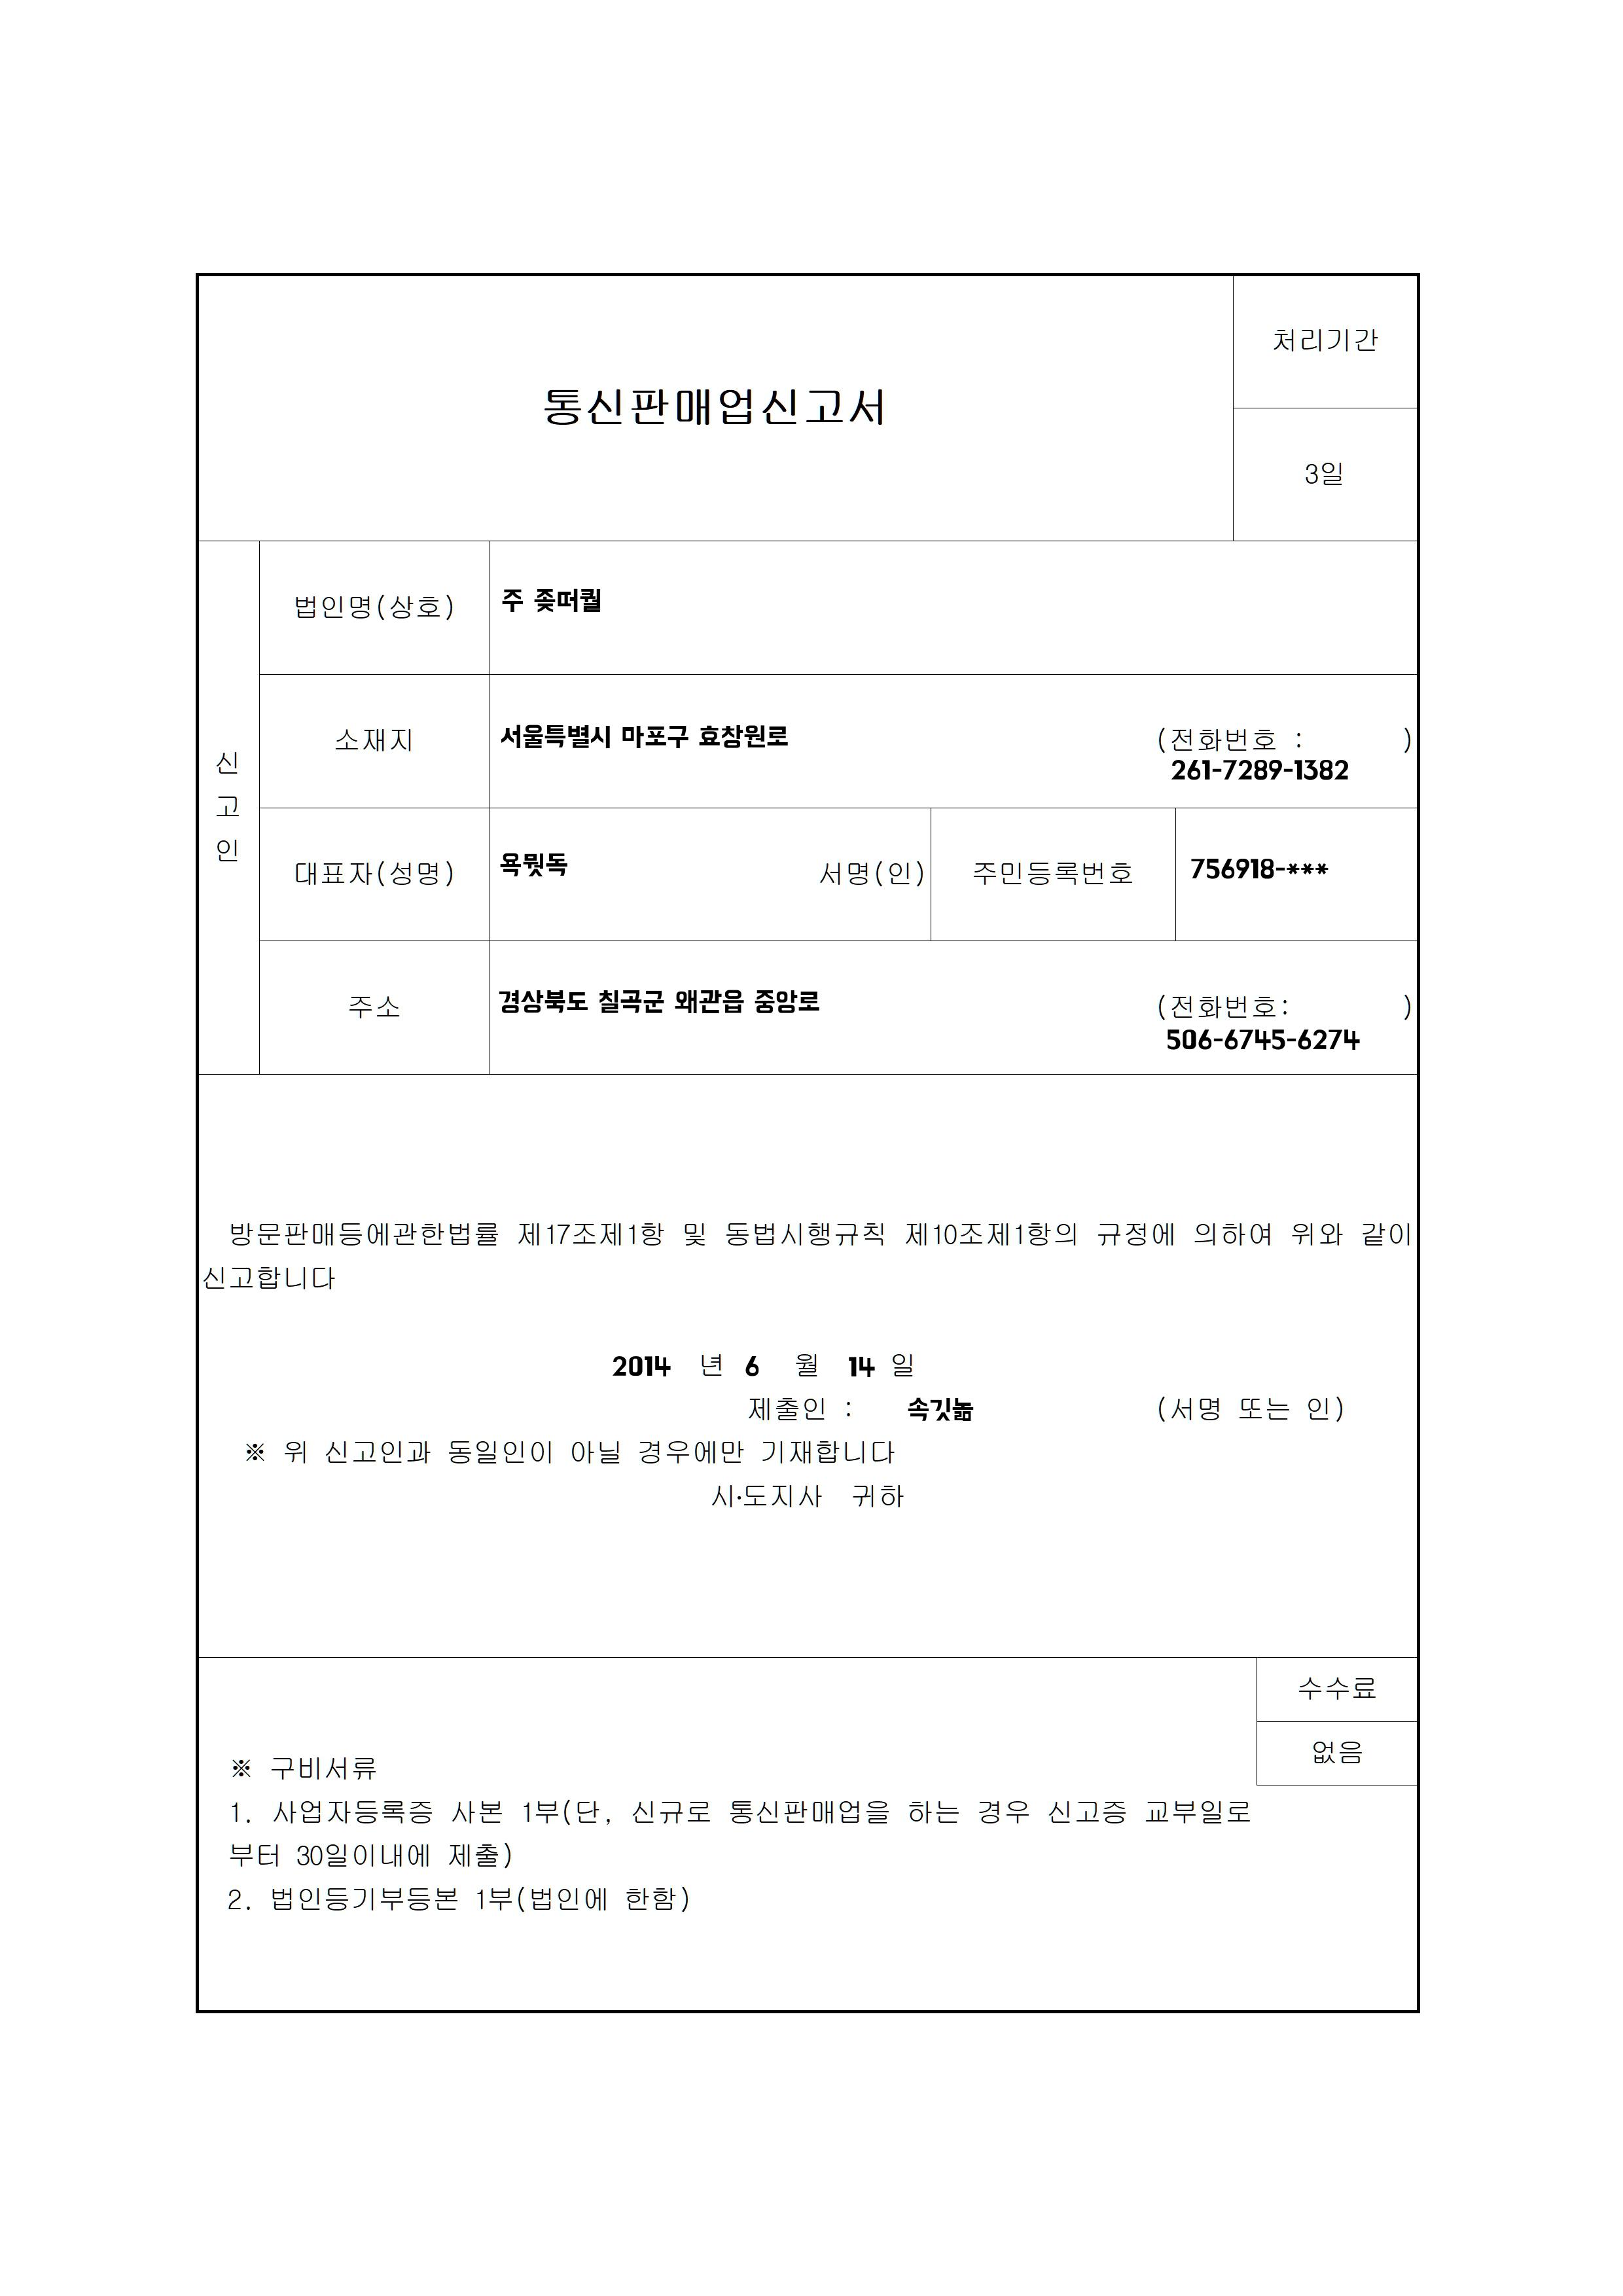 처리기간
통신판매업신고서
3일
신고인
법인명(상호) 주 좆떠퀄
소재지 서울특별시 마포구 효창원로 (전화번호 : )
261-7289-1382
대표자(성명) 욕뭣독 서명(인) 주민등록번호 756918-***
주소 경상북도 칠곡군 왜관읍 중앙로 (전화번호: )
506-6745-6274
방문판매등에관한법률 제17조제1항 및 동법시행규칙 제10조제1항의 규정에 의하여 위와 같이
신고합니다
2014 년 6 월 14 일
제출인 : 속깃놂 (서명 또는 인)
※ 위 신고인과 동일인이 아닐 경우에만 기재합니다
시·도지사 귀하
수수료
없음
※ 구비서류
1. 사업자등록증 사본 1부(단, 신규로 통신판매업을 하는 경우 신고증 교부일로
부터 30일이내에 제출)
2. 법인등기부등본 1부(법인에 한함)